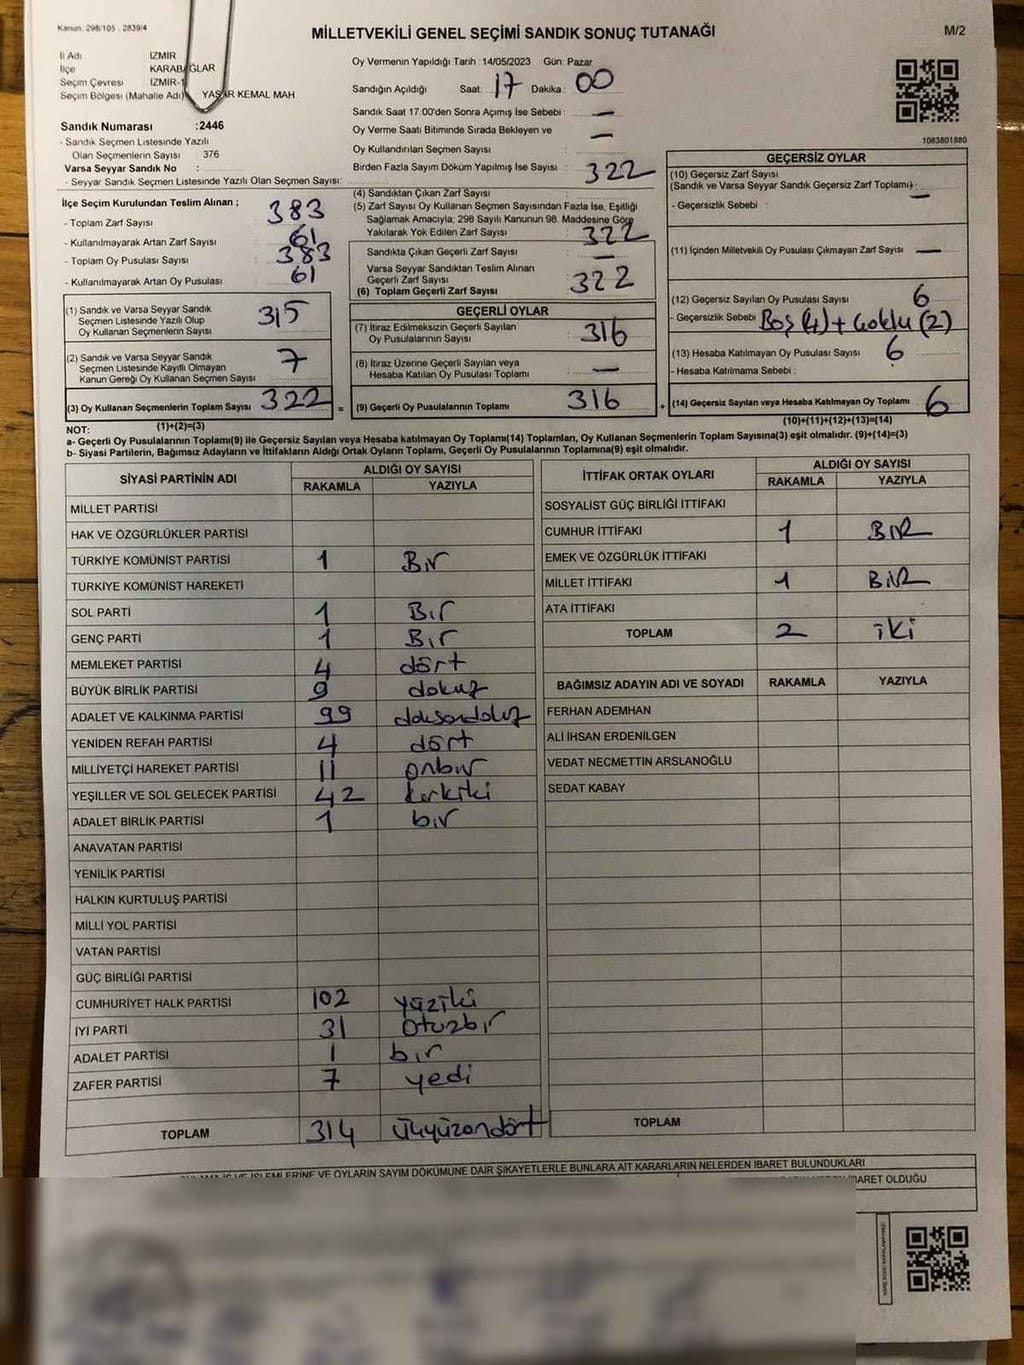 Kanun: 298/105 - 2839/4
MİLLETVEKİLİ GENEL SEÇİMİ SANDIK SONUÇ TUTANAĞI
M/2
İl Adı İZMİR
İlçe KARABAĞLAR
Seçim Çevresi İZMİR-1
Seçim Bölgesi (Mahalle Adı) YAŞAR KEMAL MAH
Sandık Numarası :2446
- Sandık Seçmen Listesinde Yazılı
Olan Seçmenlerin Sayısı : 376
Varsa Seyyar Sandık No :
- Seyyar Sandık Seçmen Listesinde Yazılı Olan Seçmen Sayısı:
İlçe Seçim Kurulundan Teslim Alınan ;
- Toplam Zarf Sayısı : 383
- Kullanılmayarak Artan Zarf Sayısı : 61
- Toplam Oy Pusulası Sayısı : 383
- Kullanılmayarak Artan Oy Pusulası : 61
(1) Sandık ve Varsa Seyyar Sandık
Seçmen Listesinde Yazılı Olup
Oy Kullanan Seçmenlerin Sayısı : 315
(2) Sandık ve Varsa Seyyar Sandık
Seçmen Listesinde Kayıtlı Olmayan
Kanun Gereği Oy Kullanan Seçmen Sayısı : 7
(3) Oy Kullanan Seçmenlerin Toplam Sayısı : 322
(1)+(2)=(3)
Oy Vermenin Yapıldığı Tarih : 14/05/2023 Gün: Pazar
Sandığın Açıldığı Saat: 17 Dakika : 00
Sandık Saat 17:00'den Sonra Açımış İse Sebebi : —
Oy Verme Saati Bitiminde Sırada Bekleyen ve
Oy Kullandırılan Seçmen Sayısı : —
Birden Fazla Sayım Döküm Yapılmış İse Sayısı :
(4) Sandıktan Çıkan Zarf Sayısı : 322
(5) Zarf Sayısı Oy Kullanan Seçmen Sayısından Fazla İse, Eşitliği
Sağlamak Amacıyla; 298 Sayılı Kanunun 98. Maddesine Göre
Yakılarak Yok Edilen Zarf Sayısı :
Sandıkta Çıkan Geçerli Zarf Sayısı : 322
Varsa Seyyar Sandıktan Teslim Alınan
Geçerli Zarf Sayısı : —
(6) Toplam Geçerli Zarf Sayısı : 322
GEÇERLİ OYLAR
(7) İtiraz Edilmeksizin Geçerli Sayılan
Oy Pusulalarının Sayısı : 316
(8) İtiraz Üzerine Geçerli Sayılan veya
Hesaba Katılan Oy Pusulası Toplamı : —
= (9) Geçerli Oy Pusulalarının Toplamı : 316
1083801880
GEÇERSİZ OYLAR
(10) Geçersiz Zarf Sayısı
(Sandık ve Varsa Seyyar Sandık Geçersiz Zarf Toplamı) : —
- Geçersizlik Sebebi :
(11) İçinden Milletvekili Oy Pusulası Çıkmayan Zarf Sayısı : —
(12) Geçersiz Sayılan Oy Pusulası Sayısı : 6
- Geçersizlik Sebebi : Boş (4) + Çoklu (2)
(13) Hesaba Katılmayan Oy Pusulası Sayısı : 6
- Hesaba Katılmama Sebebi :
+ (14) Geçersiz Sayılan veya Hesaba Katılmayan Oy Toplamı : 6
(10)+(11)+(12)+(13)=(14)
NOT:
a- Geçerli Oy Pusulalarının Toplamı(9) ile Geçersiz Sayılan veya Hesaba katılmayan Oy Toplamı(14) Toplamları, Oy Kullanan Seçmenlerin Toplam Sayısına(3) eşit olmalıdır. (9)+(14)=(3)
b- Siyasi Partilerin, Bağımsız Adayların ve İttifakların Aldığı Ortak Oyların Toplamı, Geçerli Oy Pusulalarının Toplamına(9) eşit olmalıdır.
SİYASİ PARTİNİN ADI ALDIĞI OY SAYISI
RAKAMLA YAZIYLA
MİLLET PARTİSİ
HAK VE ÖZGÜRLÜKLER PARTİSİ
TÜRKİYE KOMÜNİST PARTİSİ 1 Bir
TÜRKİYE KOMÜNİST HAREKETİ
SOL PARTİ 1 Bir
GENÇ PARTİ 1 Bir
MEMLEKET PARTİSİ 4 dört
BÜYÜK BİRLİK PARTİSİ 9 dokuz
ADALET VE KALKINMA PARTİSİ 99 doksandokuz
YENİDEN REFAH PARTİSİ 4 dört
MİLLİYETÇİ HAREKET PARTİSİ 11 onbir
YEŞİLLER VE SOL GELECEK PARTİSİ 42 kırkiki
ADALET BİRLİK PARTİSİ 1 bir
ANAVATAN PARTİSİ
YENİLİK PARTİSİ
HALKIN KURTULUŞ PARTİSİ
MİLLİ YOL PARTİSİ
VATAN PARTİSİ
GÜÇ BİRLİĞİ PARTİSİ
CUMHURİYET HALK PARTİSİ 102 yüziki
İYİ PARTİ 31 otuzbir
ADALET PARTİSİ 1 bir
ZAFER PARTİSİ 7 yedi
TOPLAM 314 üçyüzondört
İTTİFAK ORTAK OYLARI ALDIĞI OY SAYISI
RAKAMLA YAZIYLA
SOSYALİST GÜÇ BİRLİĞİ İTTİFAKI
CUMHUR İTTİFAKI 1 BİR
EMEK VE ÖZGÜRLÜK İTTİFAKI
MİLLET İTTİFAKI 1 BİR
ATA İTTİFAKI
TOPLAM 2 iki
BAĞIMSIZ ADAYIN ADI VE SOYADI RAKAMLA YAZIYLA
FERHAN ADEMHAN
ALİ İHSAN ERDENİLGEN
VEDAT NECMETTİN ARSLANOĞLU
SEDAT KABAY
TOPLAM
İŞLEMLERİNE VE OYLARIN SAYIM DÖKÜMÜNE DAİR ŞİKAYETLERLE BUNLARA AİT KARARLARIN NELERDEN İBARET BULUNDUKLARI
İBARET OLDUĞU